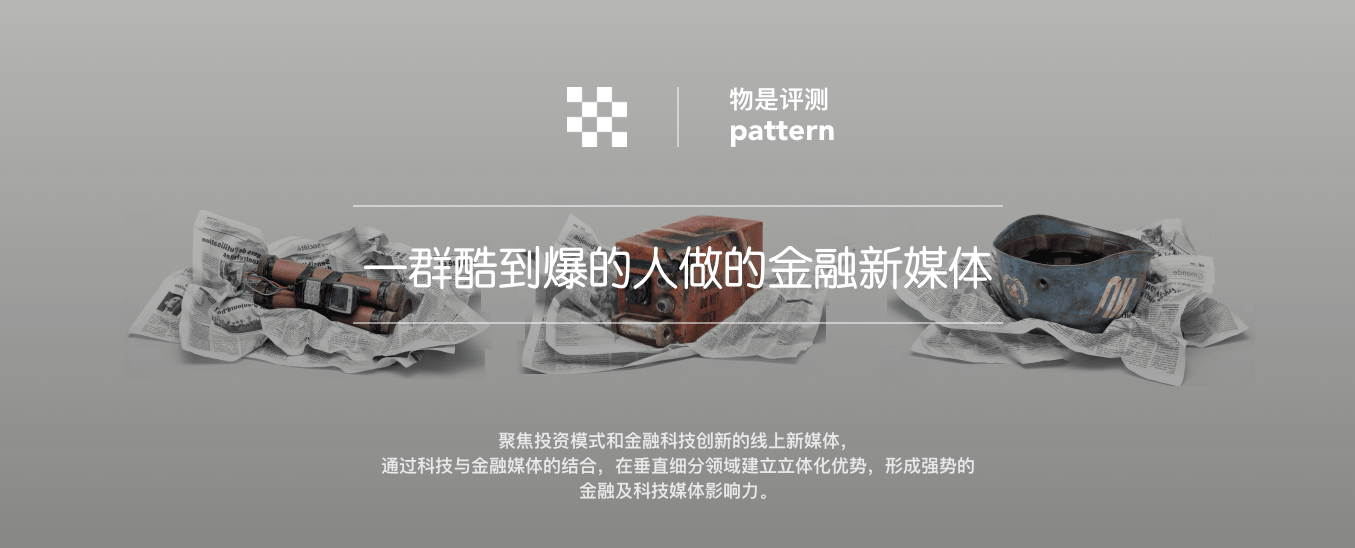 物是评测
pattern
一群酷到爆的人做的金融新媒体
聚焦投资模式和金融科技创新的线上新媒体，
通过科技与金融媒体的结合，在垂直细分领域建立立体化优势，形成强势的
金融及科技媒体影响力。